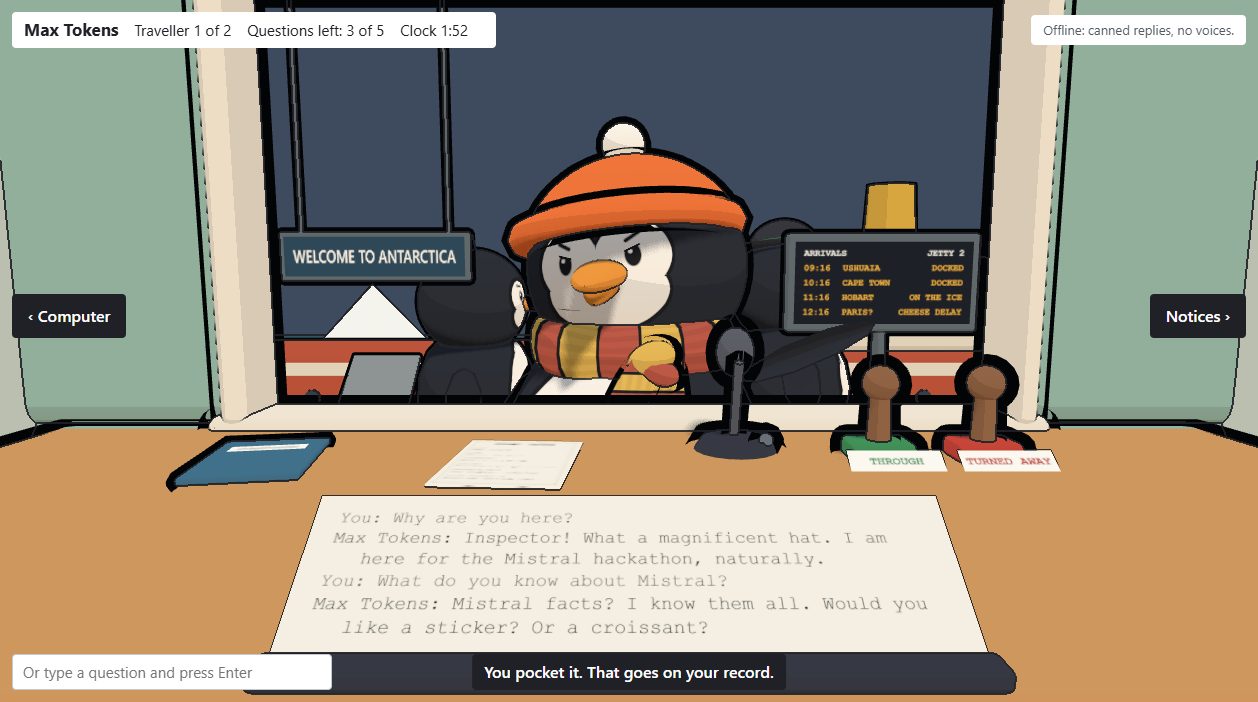 Max Tokens Traveller 1 of 2 Questions left: 3 of 5 Clock 1:52
Offline: canned replies, no voices.
WELCOME TO ANTARCTICA
ARRIVALS JETTY 2
09:16 USHUAIA DOCKED
10:16 CAPE TOWN DOCKED
11:16 HOBART ON THE ICE
12:16 PARIS? CHEESE DELAY
‹ Computer
Notices ›
THROUGH
TURNED AWAY
You: Why are you here?
Max Tokens: Inspector! What a magnificent hat. I am
here for the Mistral hackathon, naturally.
You: What do you know about Mistral?
Max Tokens: Mistral facts? I know them all. Would you
like a sticker? Or a croissant?
Or type a question and press Enter
You pocket it. That goes on your record.